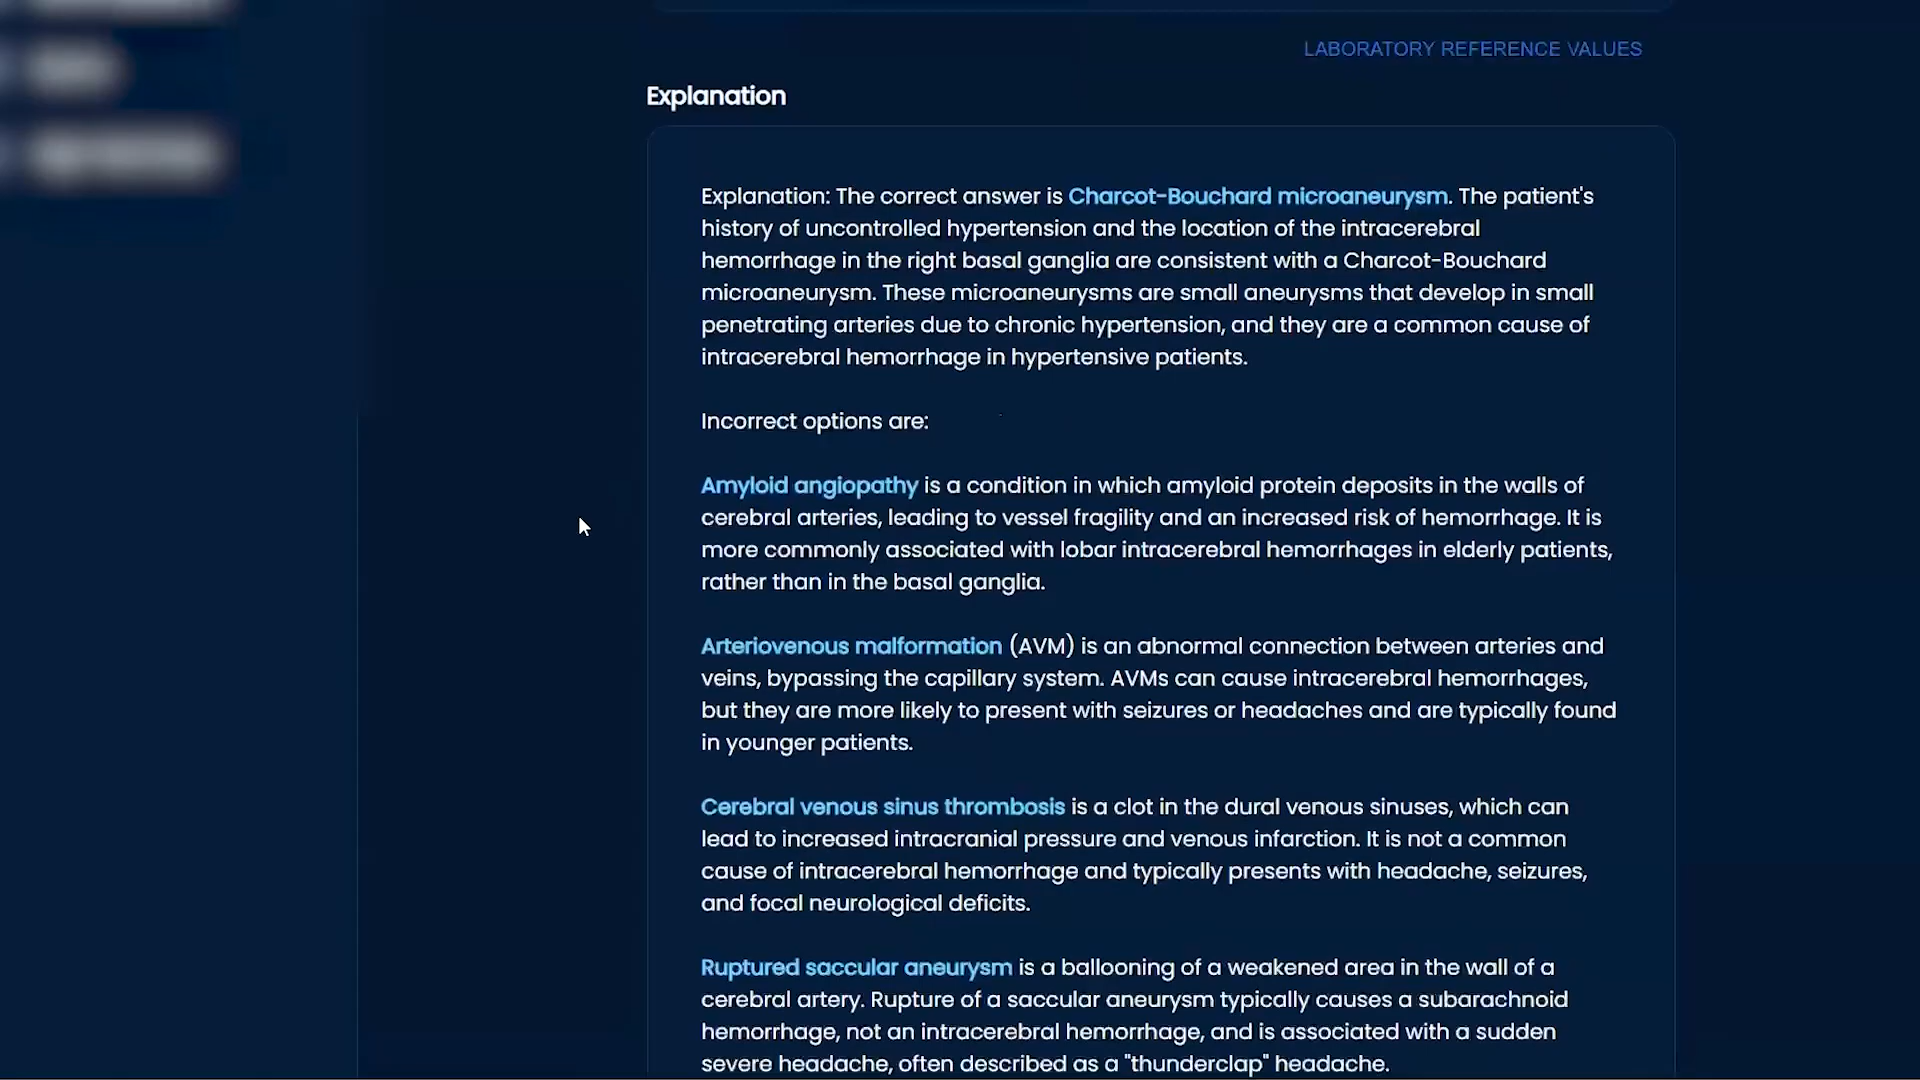 LABORATORY REFERENCE VALUES
Explanation
Explanation: The correct answer is Charcot-Bouchard microaneurysm. The patient's
history of uncontrolled hypertension and the location of the intracerebral
hemorrhage in the right basal ganglia are consistent with a Charcot-Bouchard
microaneurysm. These microaneurysms are small aneurysms that develop in small
penetrating arteries due to chronic hypertension, and they are a common cause of
intracerebral hemorrhage in hypertensive patients.
Incorrect options are:
Amyloid angiopathy is a condition in which amyloid protein deposits in the walls of
cerebral arteries, leading to vessel fragility and an increased risk of hemorrhage. It is
more commonly associated with lobar intracerebral hemorrhages in elderly patients,
rather than in the basal ganglia.
Arteriovenous malformation (AVM) is an abnormal connection between arteries and
veins, bypassing the capillary system. AVMs can cause intracerebral hemorrhages,
but they are more likely to present with seizures or headaches and are typically found
in younger patients.
Cerebral venous sinus thrombosis is a clot in the dural venous sinuses, which can
lead to increased intracranial pressure and venous infarction. It is not a common
cause of intracerebral hemorrhage and typically presents with headache, seizures,
and focal neurological deficits.
Ruptured saccular aneurysm is a ballooning of a weakened area in the wall of a
cerebral artery. Rupture of a saccular aneurysm typically causes a subarachnoid
hemorrhage, not an intracerebral hemorrhage, and is associated with a sudden
severe headache, often described as a "thunderclap" headache.